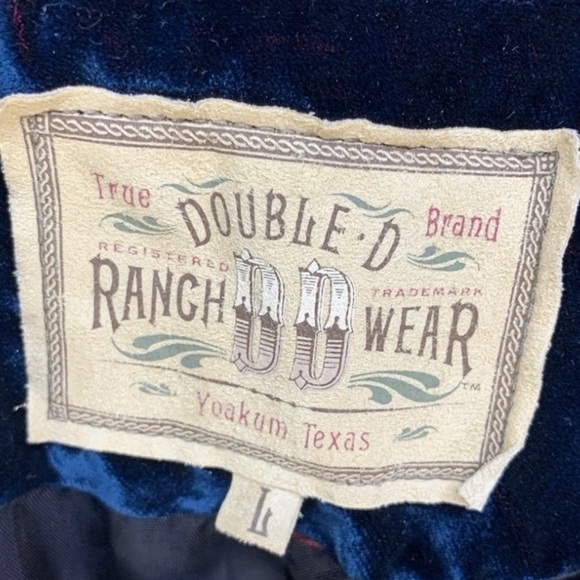 True Brand
DOUBLE · D
REGISTERED TRADEMARK
RANCH DD WEAR
TM
Yoakum Texas
L